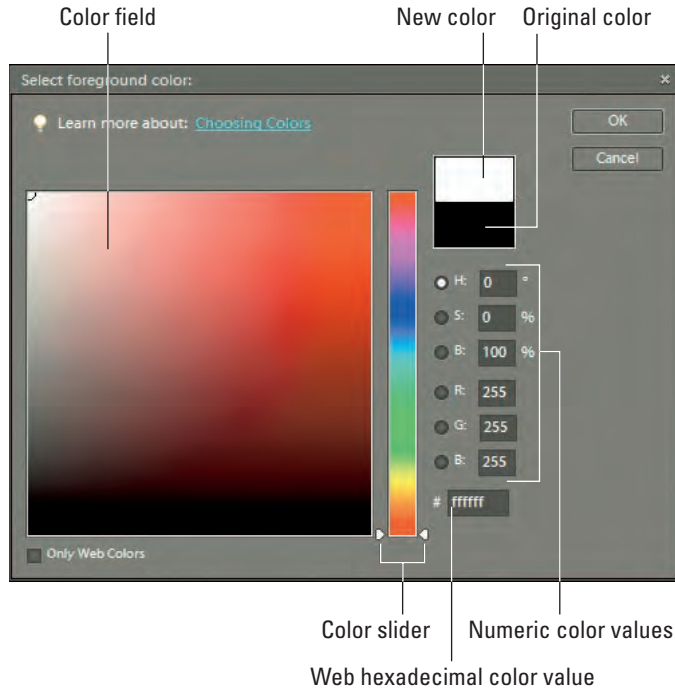 Color field New color Original color
Select foreground color:
Learn more about: Choosing Colors
OK
Cancel
H: 0 °
S: 0 %
B: 100 %
R: 255
G: 255
B: 255
# ffffff
Only Web Colors
Color slider Numeric color values
Web hexadecimal color value